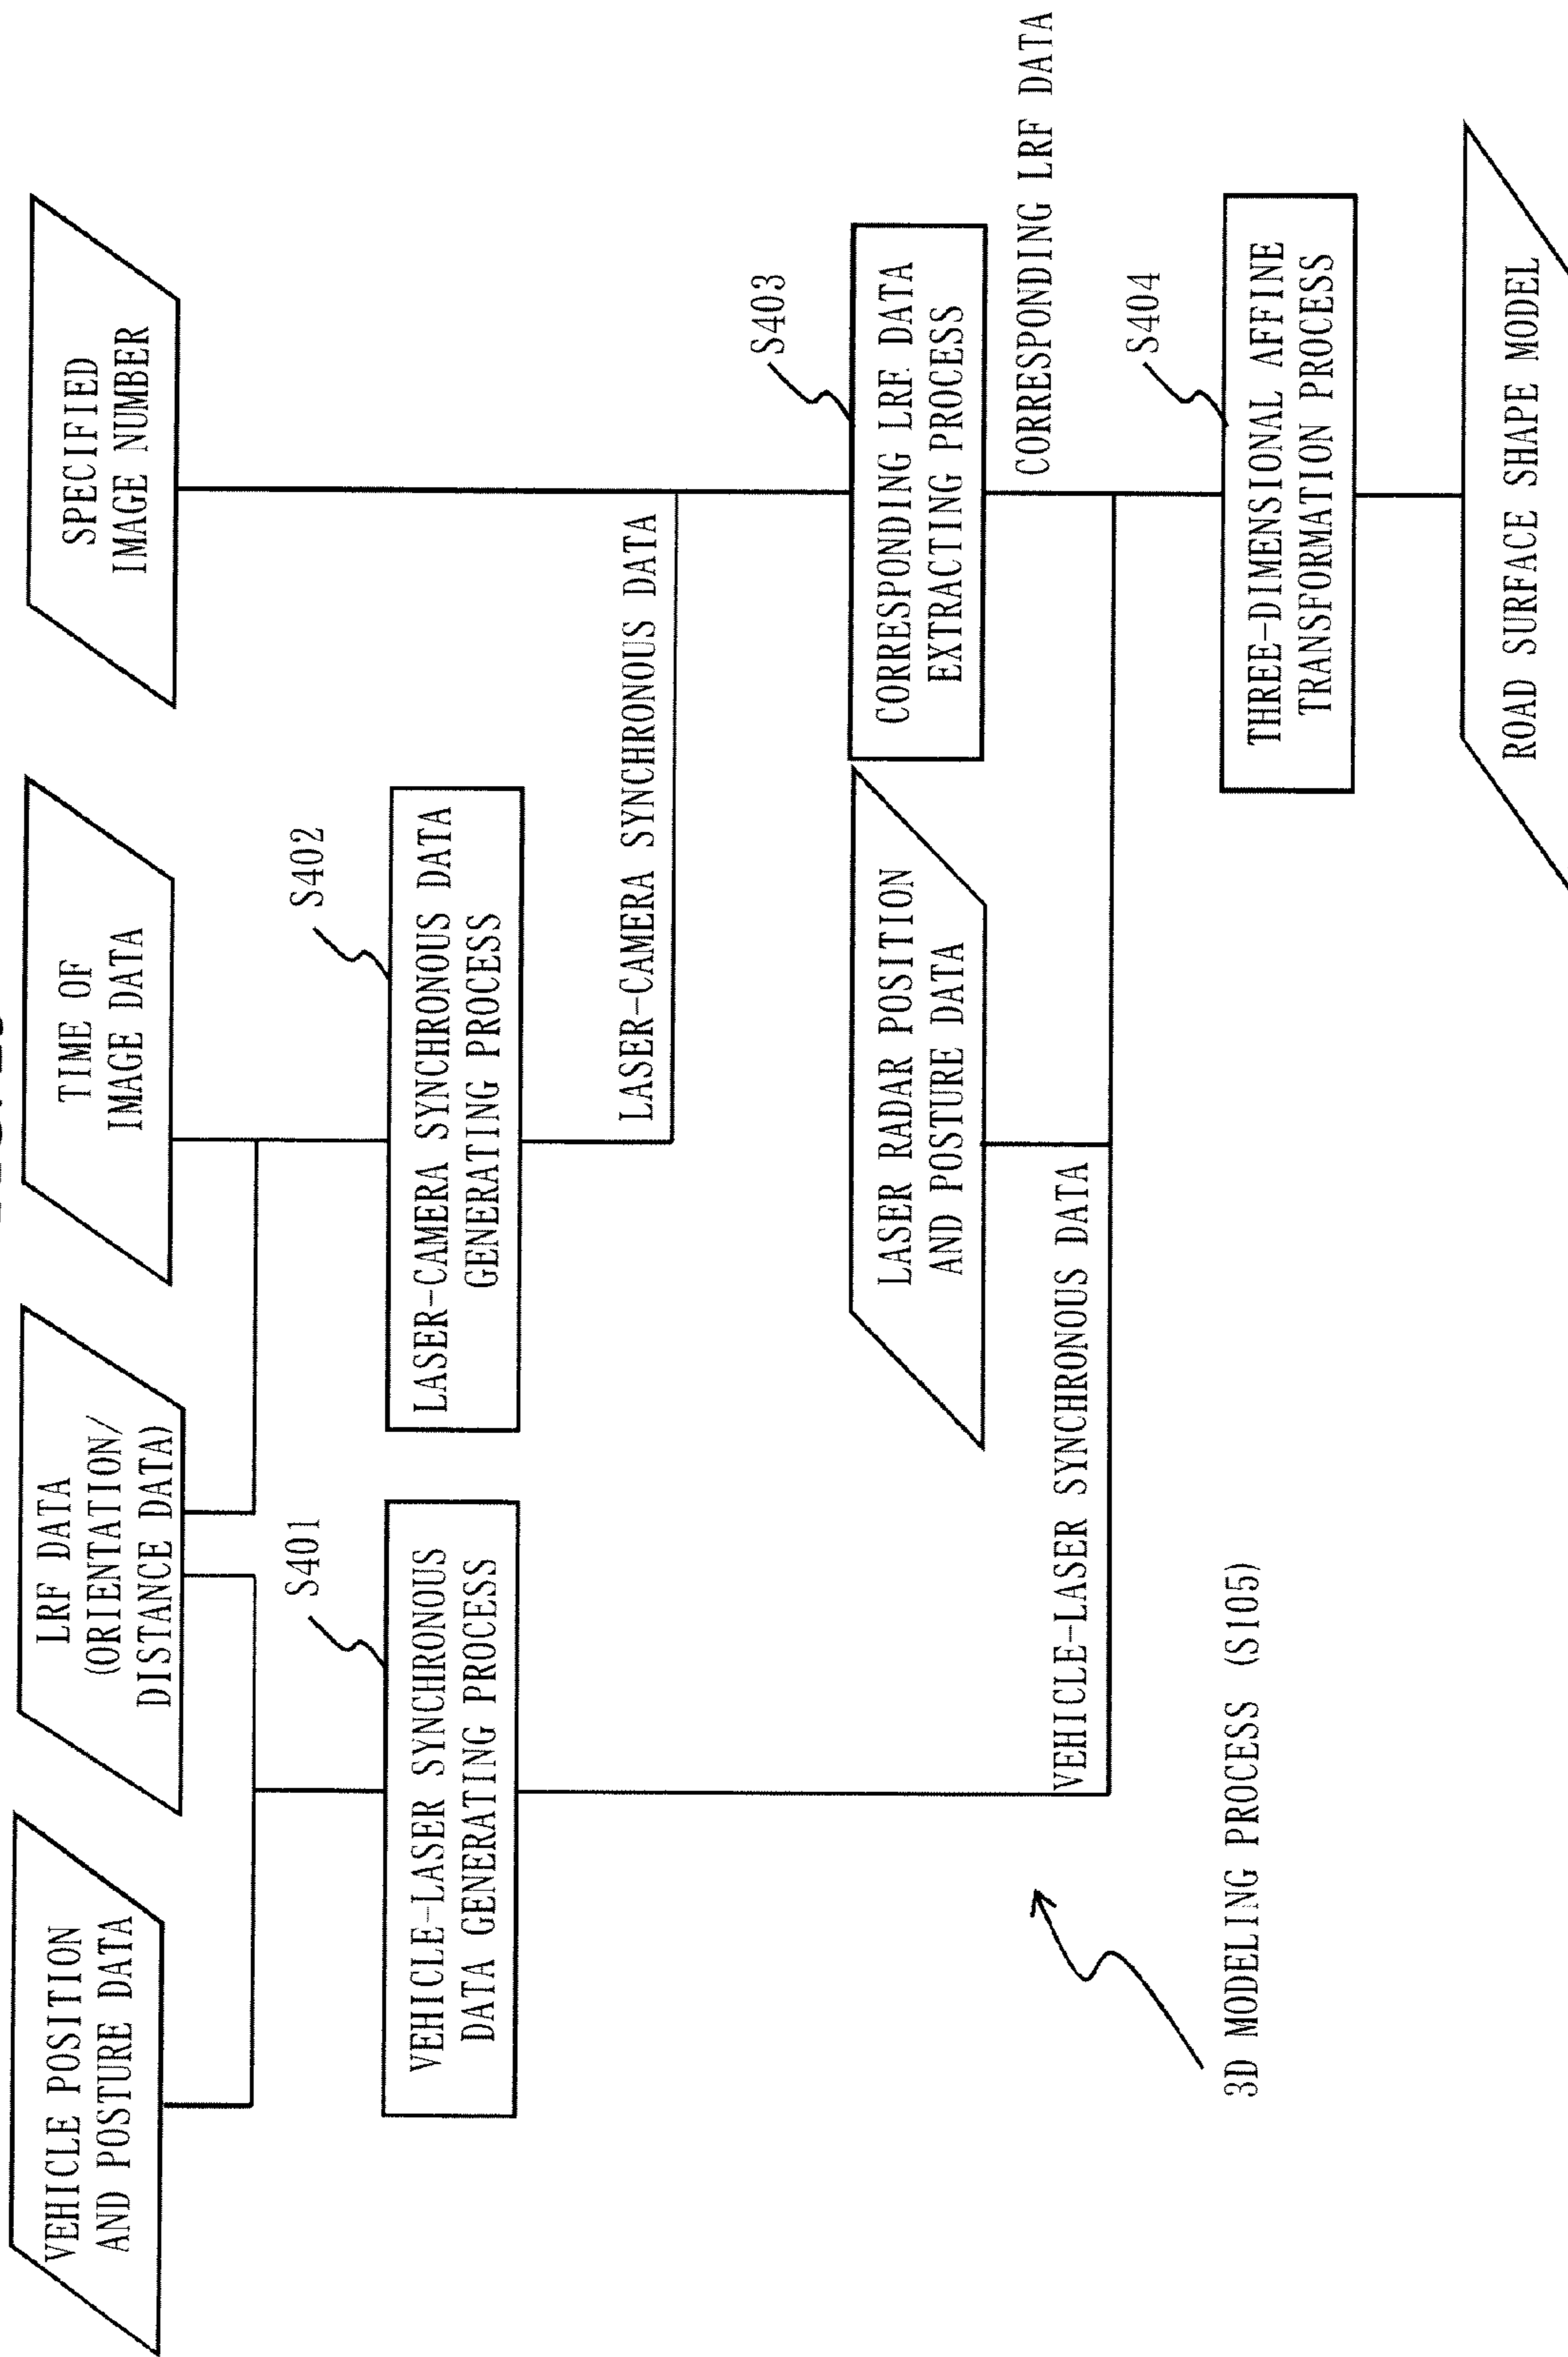 VEHICLE POSITION
AND POSTURE DATA
LRF DATA
(ORIENTATION/
DISTANCE DATA)
TIME OF
IMAGE DATA
SPECIFIED
IMAGE NUMBER
S401
VEHICLE-LASER SYNCHRONOUS
DATA GENERATING PROCESS
S402
LASER-CAMERA SYNCHRONOUS DATA
GENERATING PROCESS
LASER-CAMERA SYNCHRONOUS DATA
S403
LASER RADAR POSITION
AND POSTURE DATA
CORRESPONDING LRF DATA
EXTRACTING PROCESS
CORRESPONDING LRF DATA
VEHICLE-LASER SYNCHRONOUS DATA
S404
THREE-DIMENSIONAL AFFINE
TRANSFORMATION PROCESS
3D MODELING PROCESS (S105)
ROAD SURFACE SHAPE MODEL